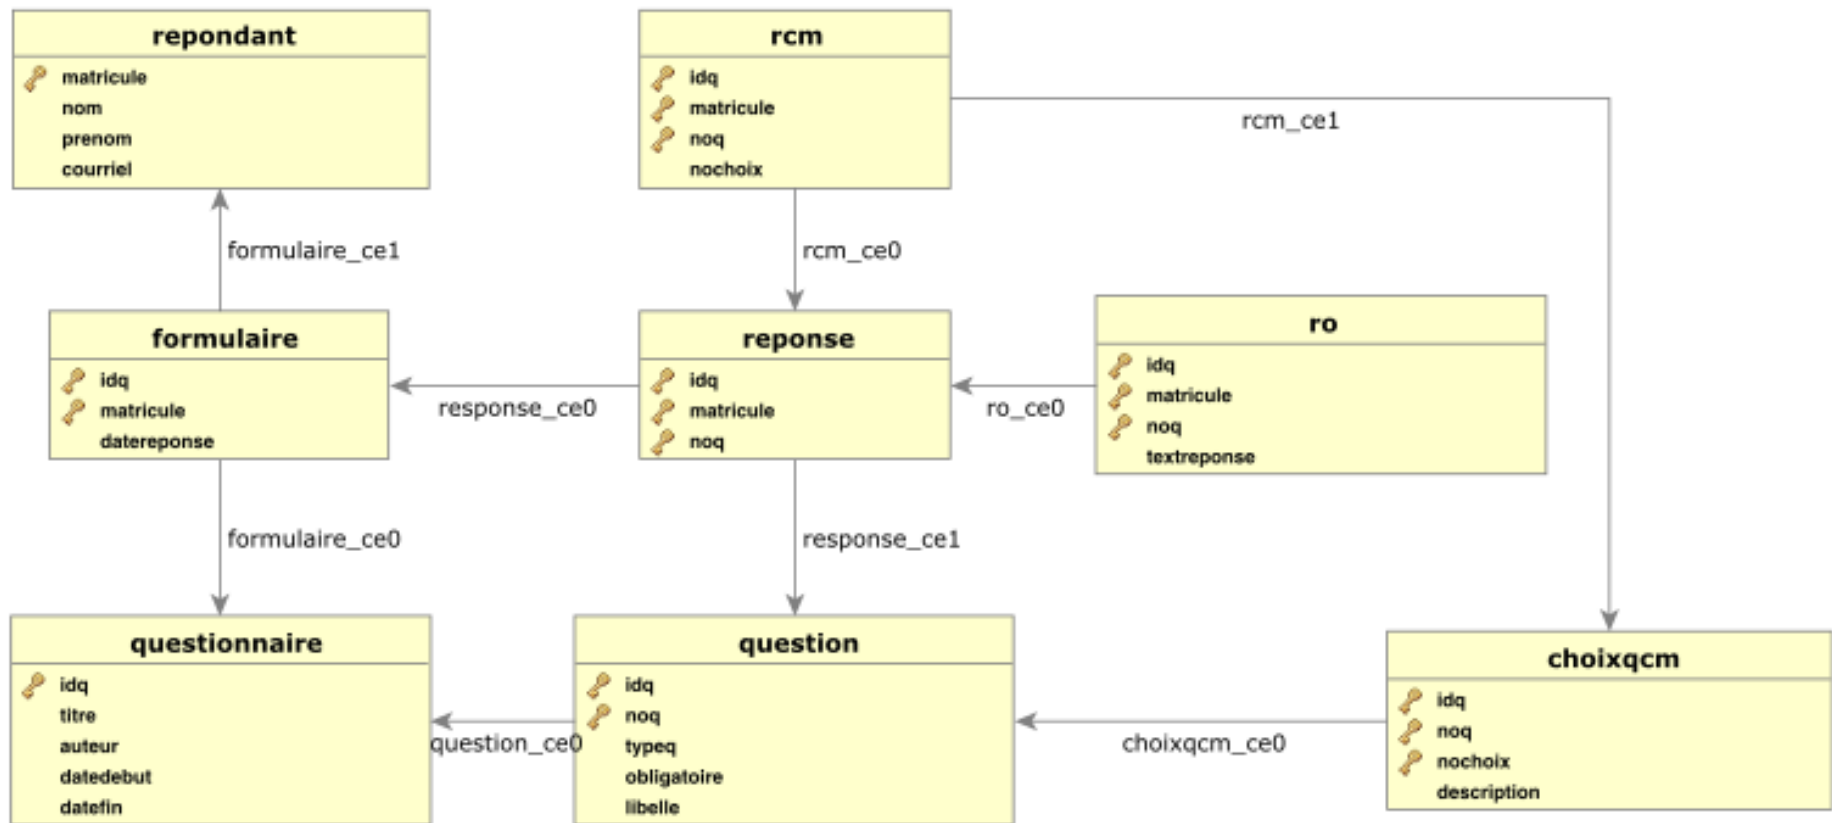 repondant
matricule
nom
prenom
courriel
rcm
idq
matricule
noq
nochoix
rcm_ce1
formulaire_ce1
rcm_ce0
formulaire
idq
matricule
datereponse
response_ce0
reponse
idq
matricule
noq
ro_ce0
ro
idq
matricule
noq
textreponse
formulaire_ce0
response_ce1
questionnaire
idq
titre
auteur
datedebut
datefin
question_ce0
question
idq
noq
typeq
obligatoire
libelle
choixqcm_ce0
choixqcm
idq
noq
nochoix
description